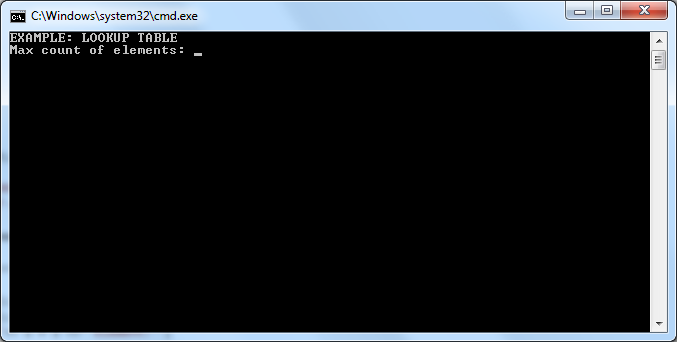 C:\Windows\system32\cmd.exe
EXAMPLE: LOOKUP TABLE
Max count of elements: _